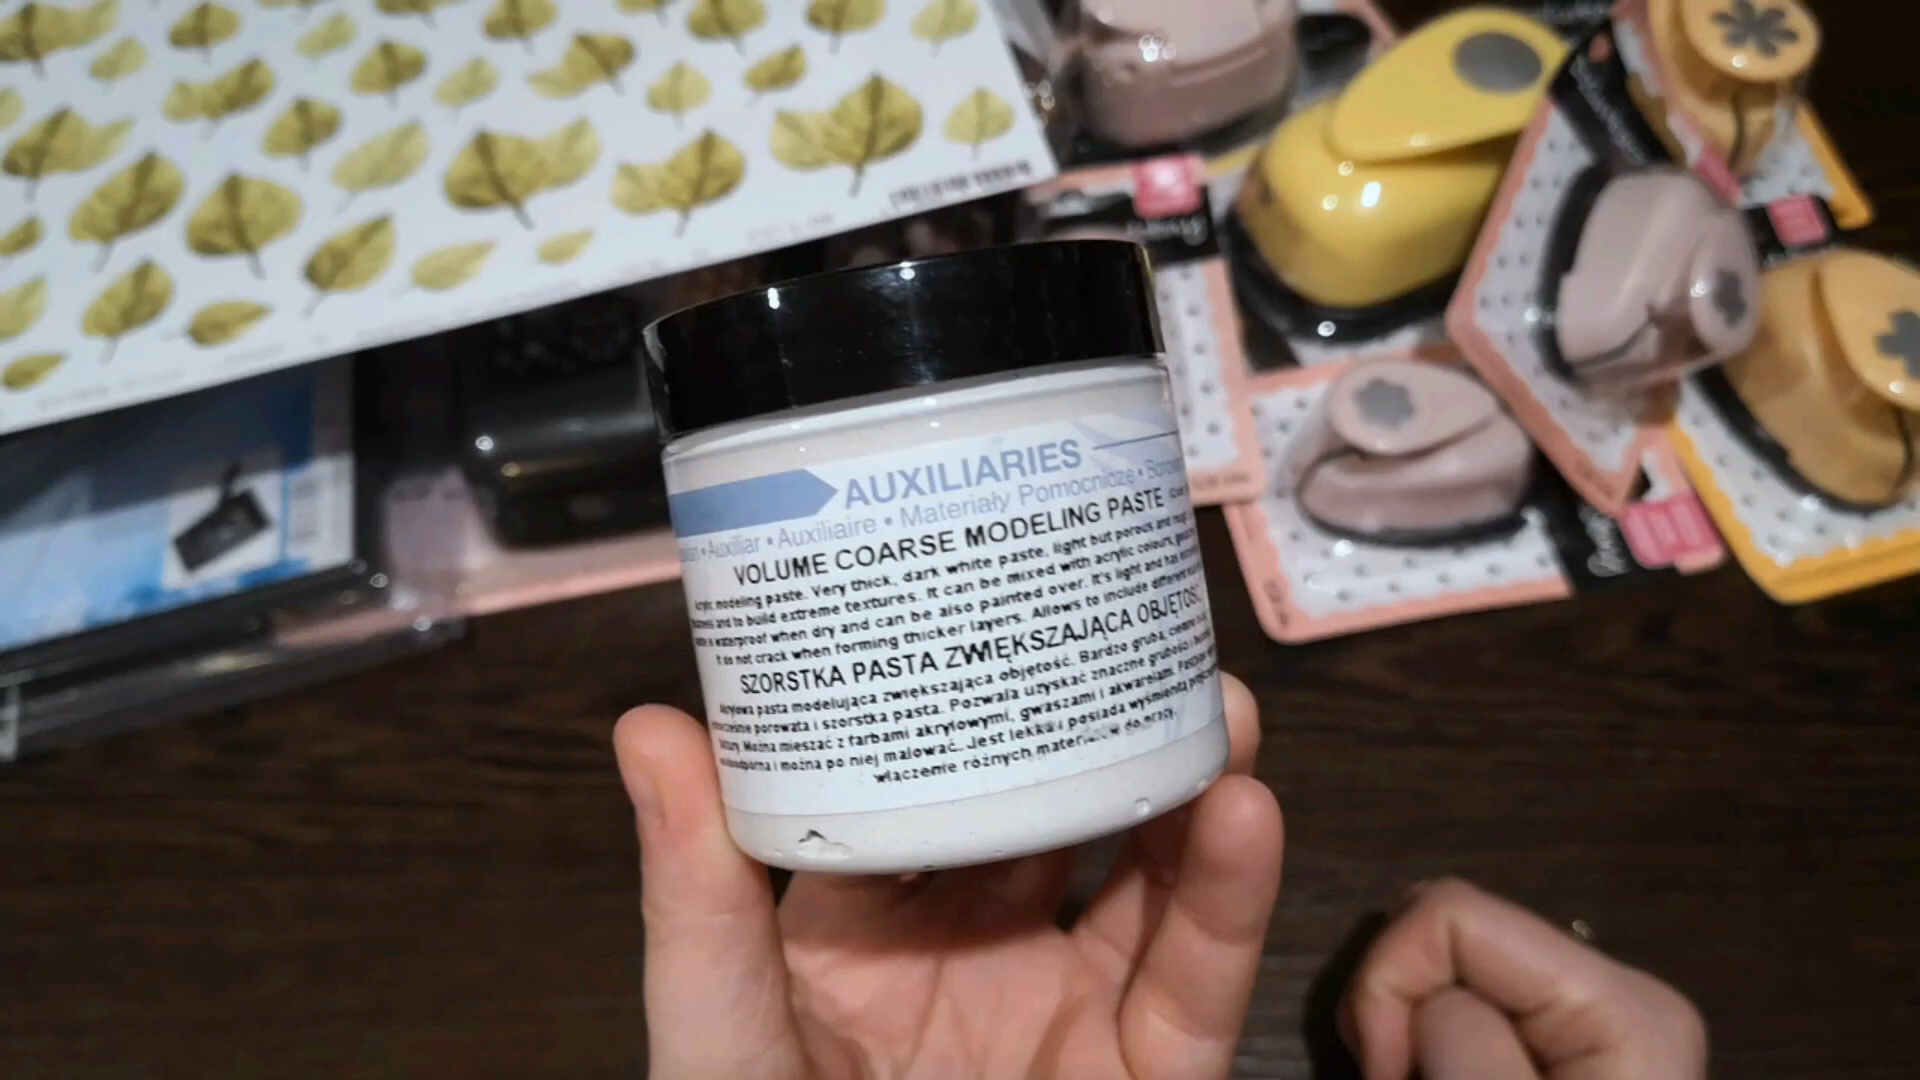 AUXILIARIES
Auxiliar • Auxiliaire • Materiały Pomocnicze •
VOLUME COARSE MODELING PASTE
modeling paste. Very thick, dark white paste, light but porous and
and to build extreme textures. It can be mixed with acrylic colours,
is waterproof when dry and can be also painted over. It's light and has
It do not crack when forming thicker layers. Allows to include different
SZORSTKA PASTA ZWIĘKSZAJĄCA OBJĘTOŚĆ
Akrylowa pasta modelująca zwiększająca objętość. Bardzo gruba,
porowata i szorstka pasta. Pozwala uzyskać znaczne grubości i
Można mieszać z farbami akrylowymi, gwaszami i akwarelami.
i można po niej malować. Jest lekka i posiada wyśmienitą
włączenie różnych materiałów do pracy.